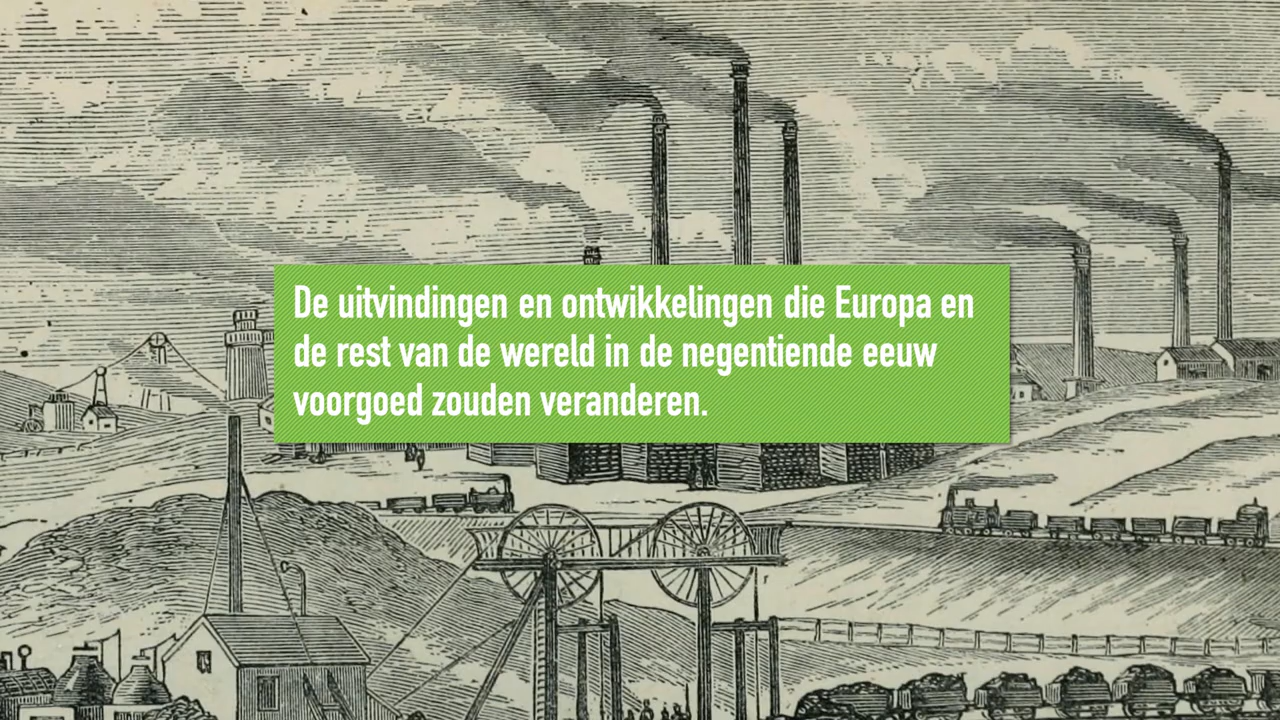 De uitvindingen en ontwikkelingen die Europa en
de rest van de wereld in de negentiende eeuw
voorgoed zouden veranderen.